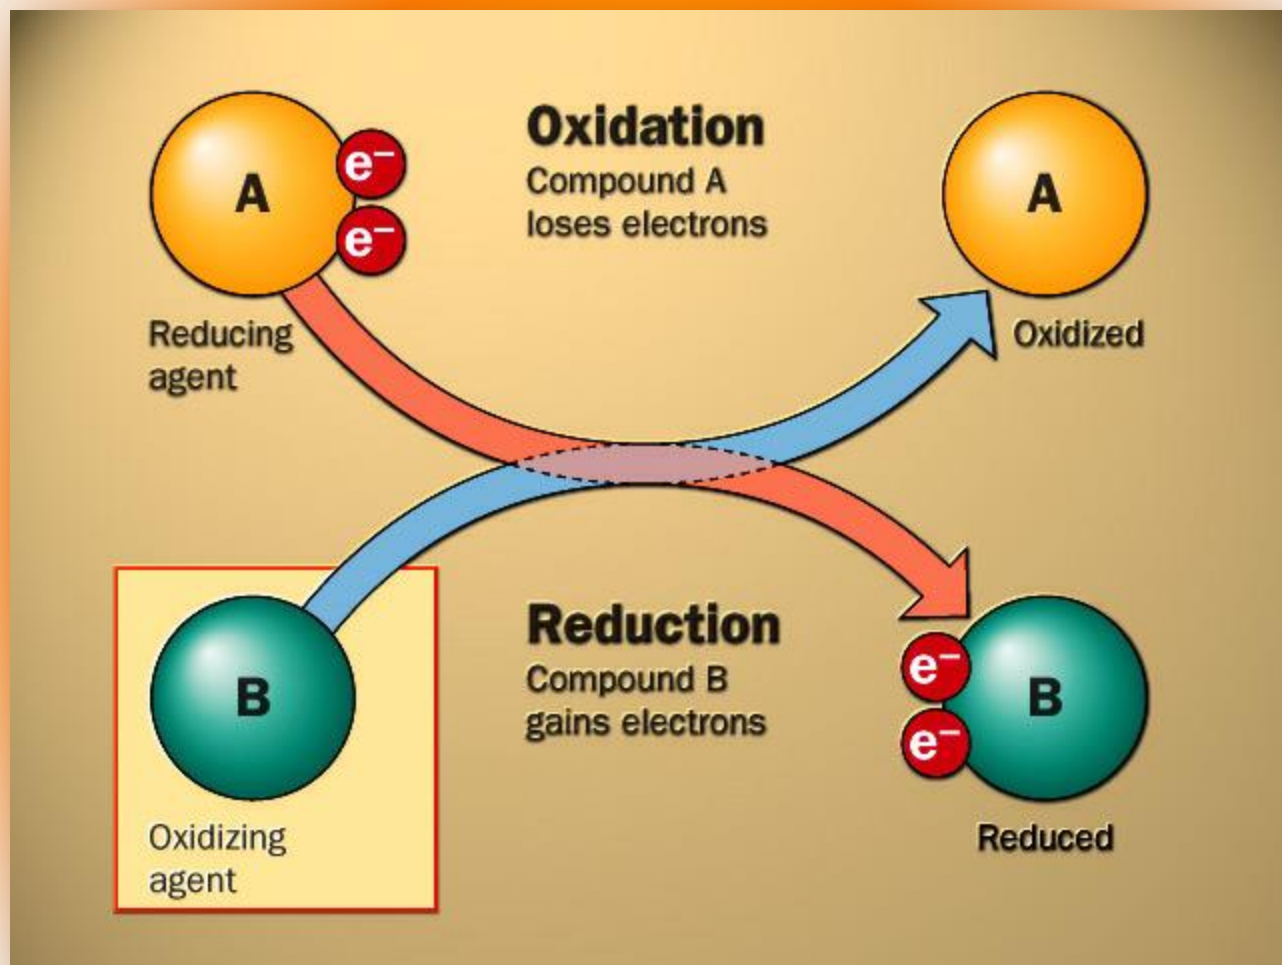 A
e−
e−
Reducing
agent
Oxidation
Compound A
loses electrons
A
Oxidized
B
Oxidizing
agent
Reduction
Compound B
gains electrons
e−
e−
B
Reduced